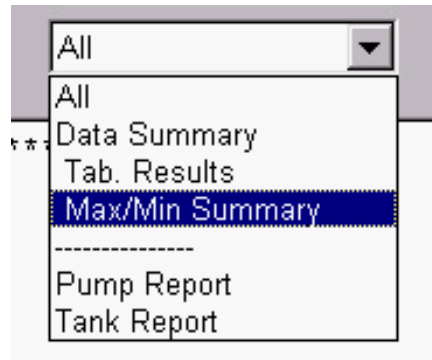 All
All
Data Summary
Tab. Results
Max/Min Summary
---------------
Pump Report
Tank Report